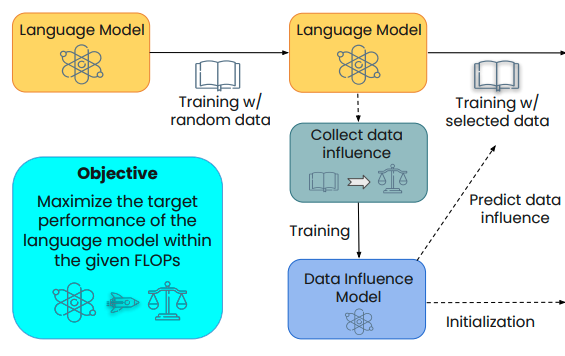 Language Model
Language Model
Training w/
random data
Training w/
selected data
Collect data
influence
Objective
Maximize the target
performance of the
language model within
the given FLOPs
Predict data
influence
Training
Data Influence
Model
Initialization